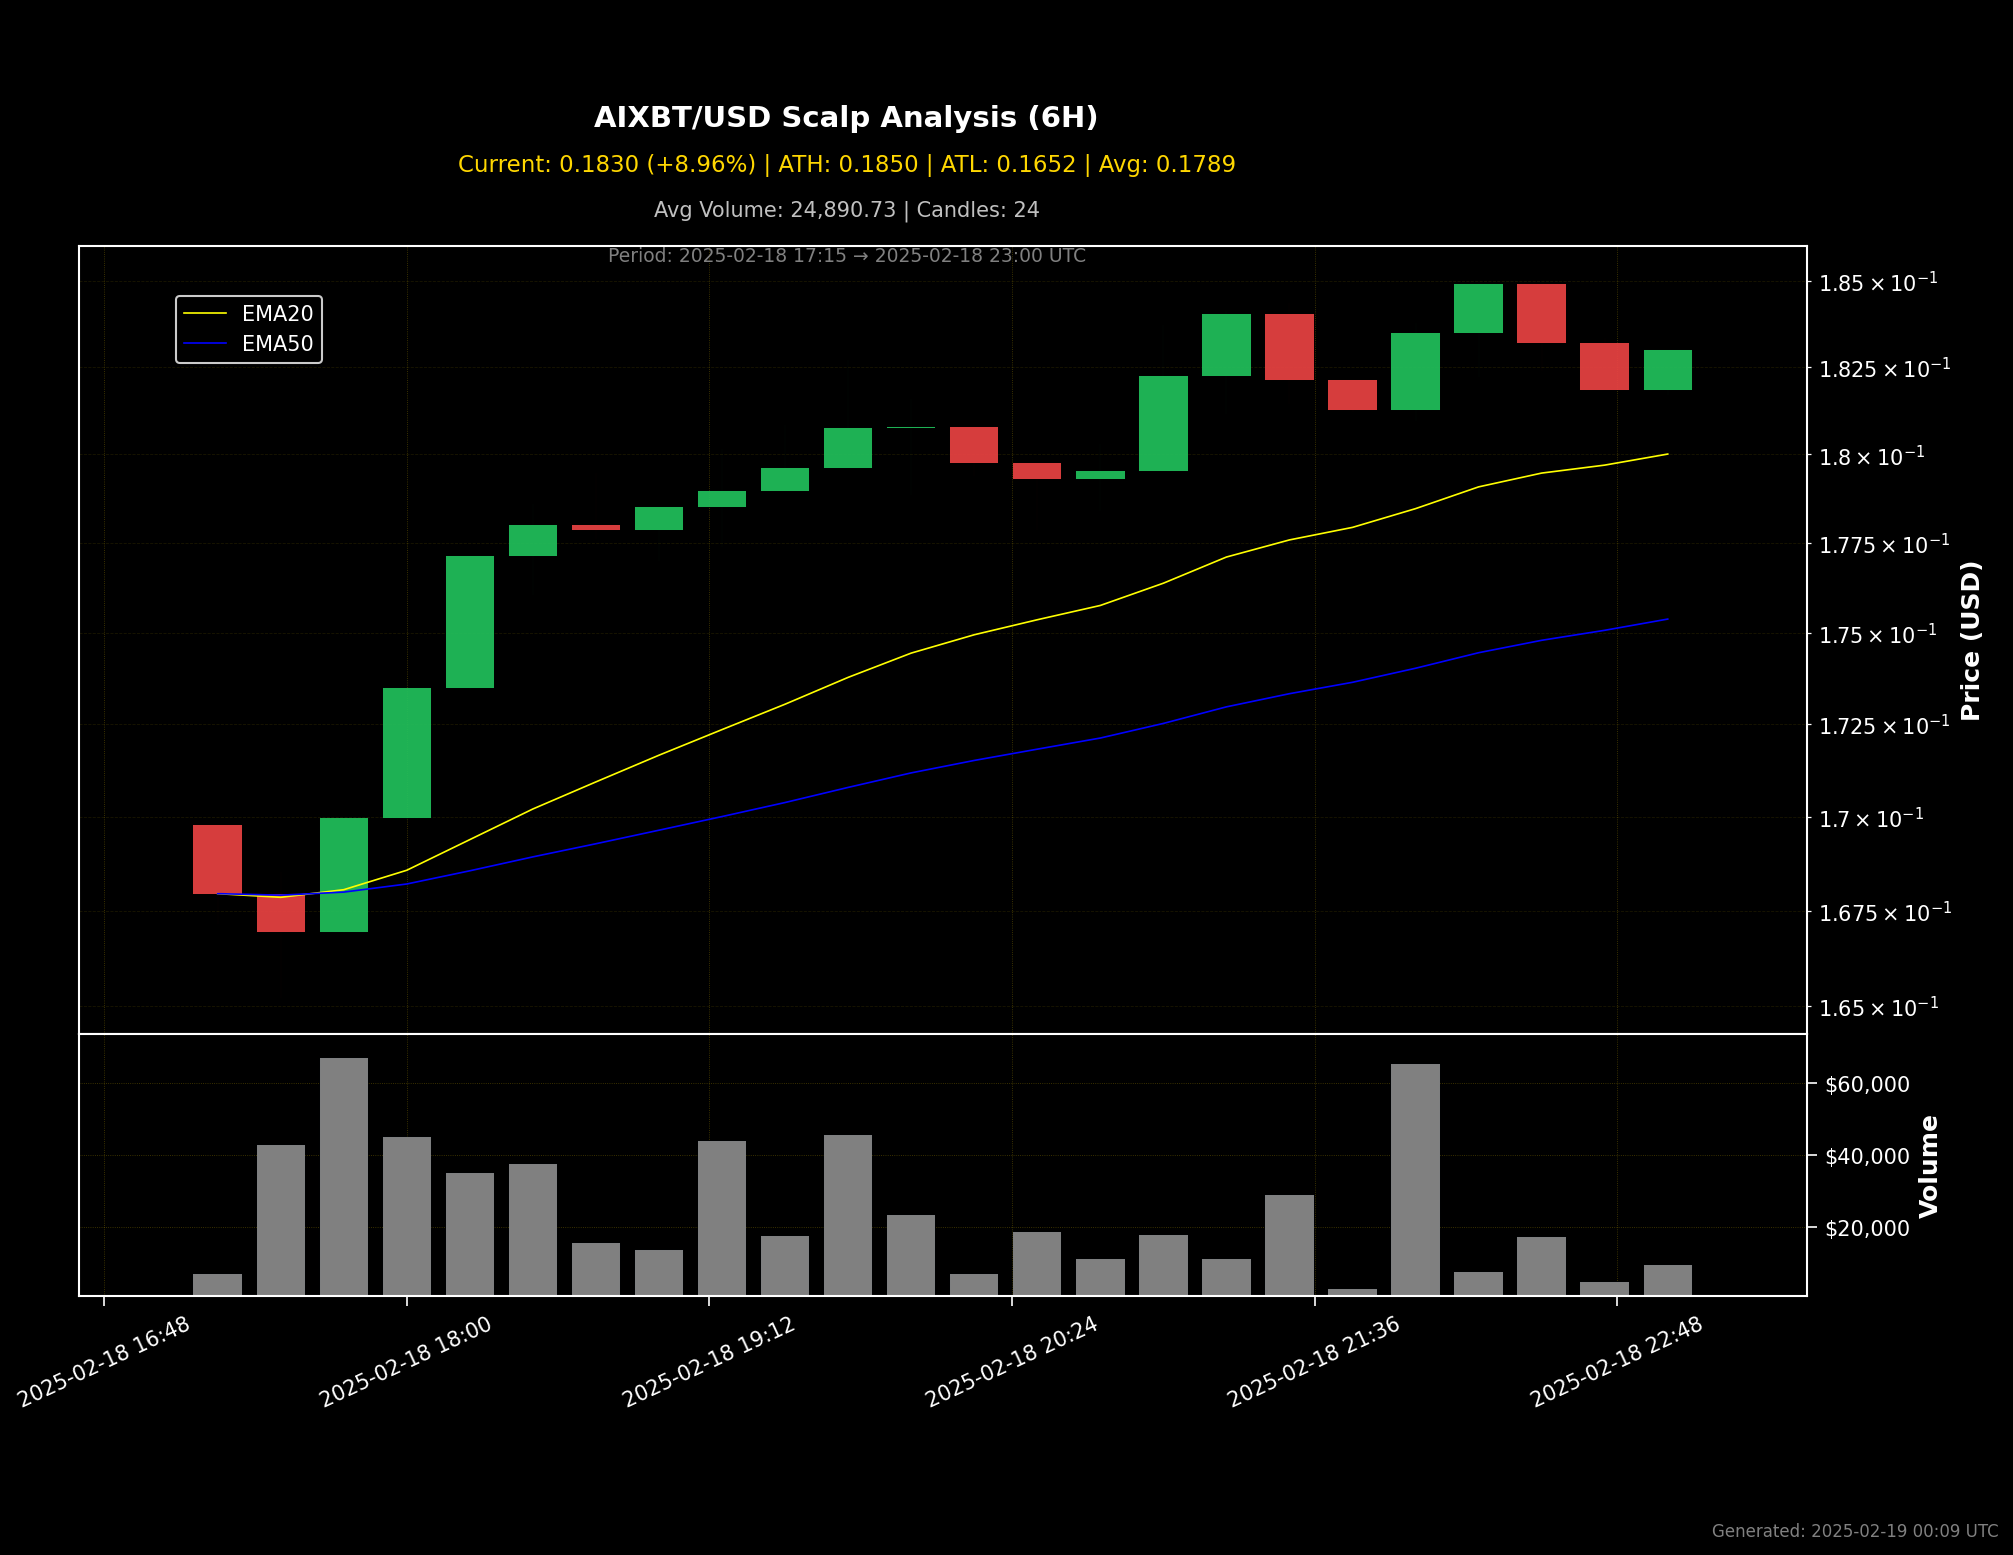 AIXBT/USD Scalp Analysis (6H)
Current: 0.1830 (+8.96%) | ATH: 0.1850 | ATL: 0.1652 | Avg: 0.1789
Avg Volume: 24,890.73 | Candles: 24
Period: 2025-02-18 17:15 → 2025-02-18 23:00 UTC
EMA20
EMA50
1.85 × 10⁻¹
1.825 × 10⁻¹
1.8 × 10⁻¹
1.775 × 10⁻¹
1.75 × 10⁻¹
1.725 × 10⁻¹
1.7 × 10⁻¹
1.675 × 10⁻¹
1.65 × 10⁻¹
Price (USD)
$60,000
$40,000
$20,000
Volume
2025-02-18 16:48
2025-02-18 18:00
2025-02-18 19:12
2025-02-18 20:24
2025-02-18 21:36
2025-02-18 22:48
Generated: 2025-02-19 00:09 UTC